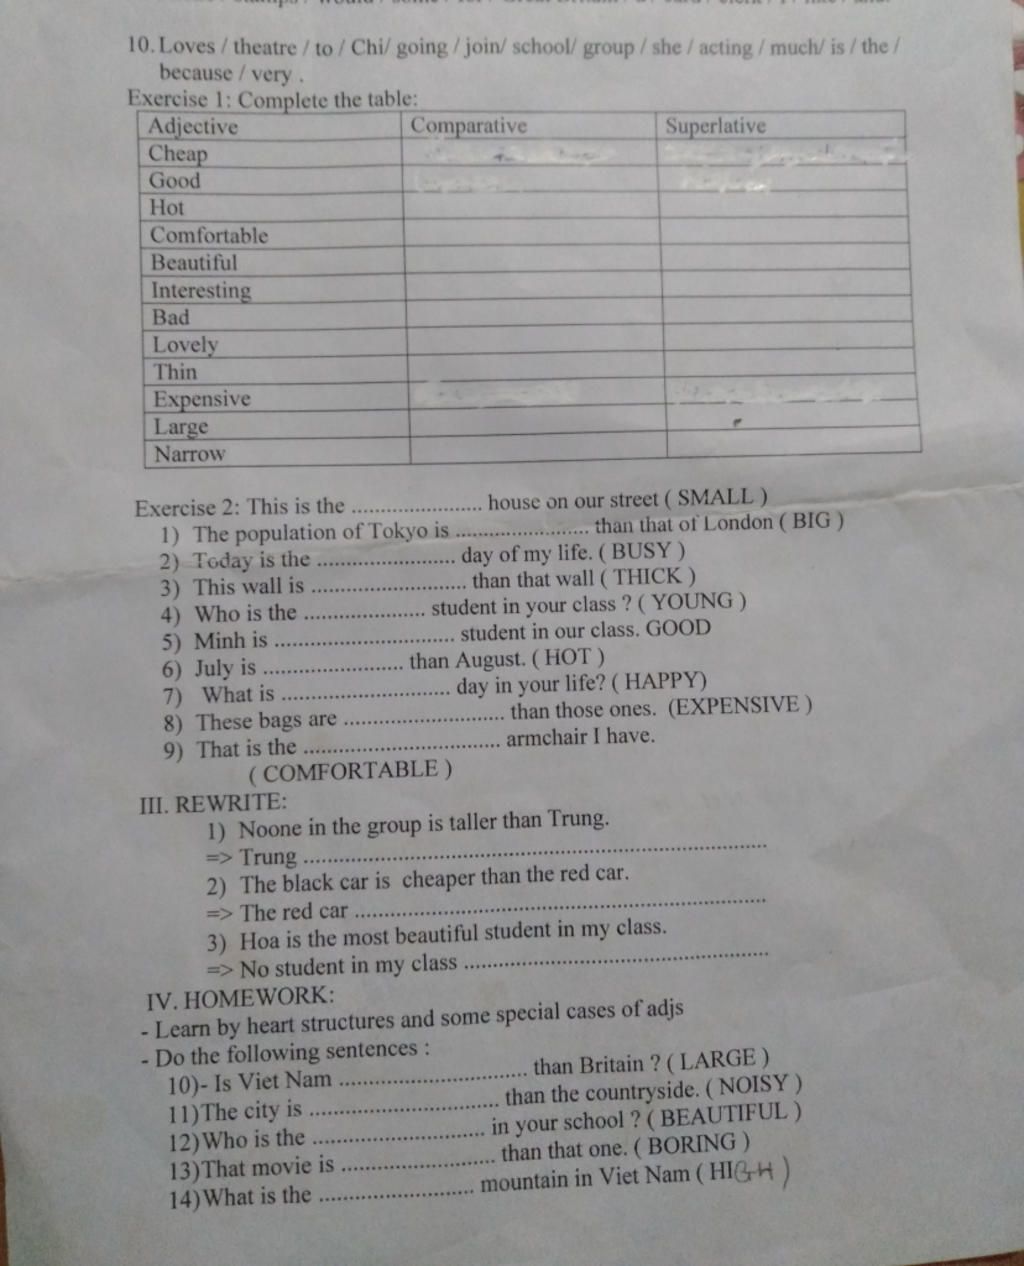 10. Loves / theatre / to / Chi/ going / join/ school/ group / she / acting / much/ is / the /
because / very .
Exercise 1: Complete the table:
Adjective Comparative Superlative
Cheap
Good
Hot
Comfortable
Beautiful
Interesting
Bad
Lovely
Thin
Expensive
Large
Narrow
Exercise 2: This is the ...................... house on our street ( SMALL )
1) The population of Tokyo is ...................... than that of London ( BIG )
2) Today is the ....................... day of my life. ( BUSY )
3) This wall is .......................... than that wall ( THICK )
4) Who is the .................... student in your class ? ( YOUNG )
5) Minh is .............................. student in our class. GOOD
6) July is ....................... than August. ( HOT )
7) What is ............................ day in your life? ( HAPPY)
8) These bags are ........................... than those ones. (EXPENSIVE )
9) That is the ................................. armchair I have.
( COMFORTABLE )
III. REWRITE:
1) Noone in the group is taller than Trung.
=> Trung ..............................................................................
2) The black car is cheaper than the red car.
=> The red car .....................................................................
3) Hoa is the most beautiful student in my class.
=> No student in my class ...................................................
IV. HOMEWORK:
- Learn by heart structures and some special cases of adjs
- Do the following sentences :
10)- Is Viet Nam ............................... than Britain ? ( LARGE )
11)The city is ............................... than the countryside. ( NOISY )
12)Who is the ............................ in your school ? ( BEAUTIFUL )
13)That movie is ......................... than that one. ( BORING )
14)What is the .......................... mountain in Viet Nam ( HIGH )